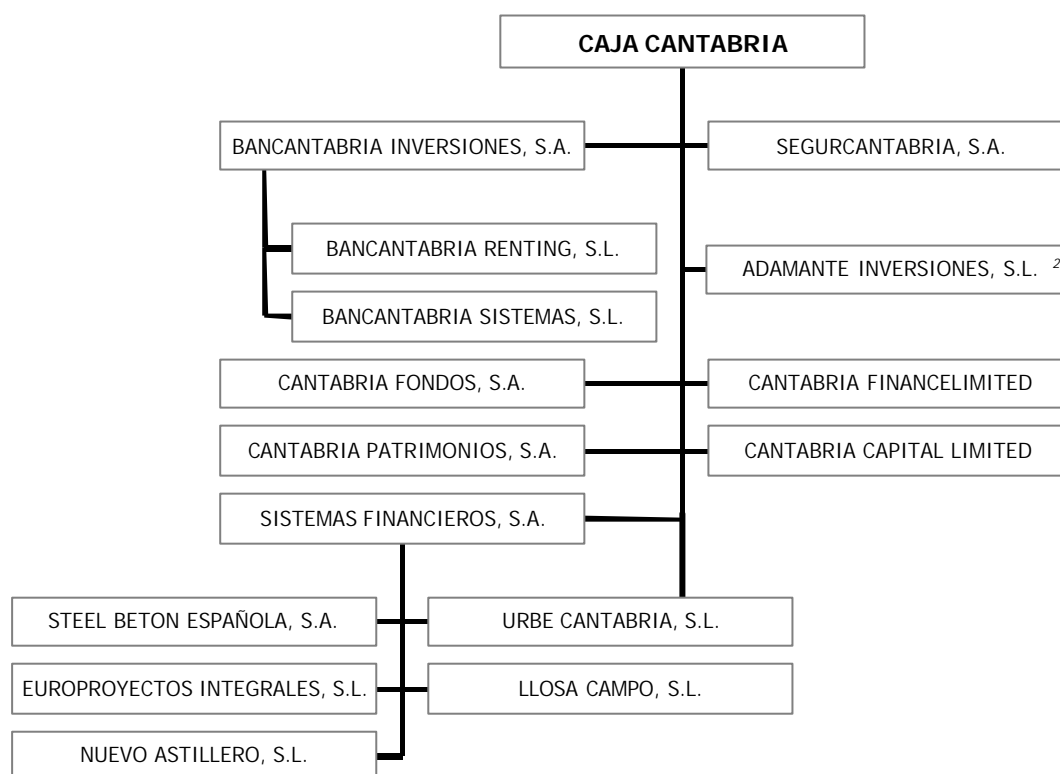 CAJA CANTABRIA
BANCANTABRIA INVERSIONES, S.A.
SEGURCANTABRIA, S.A.
BANCANTABRIA RENTING, S.L.
ADAMANTE INVERSIONES, S.L. 2
BANCANTABRIA SISTEMAS, S.L.
CANTABRIA FONDOS, S.A.
CANTABRIA FINANCELIMITED
CANTABRIA PATRIMONIOS, S.A.
CANTABRIA CAPITAL LIMITED
SISTEMAS FINANCIEROS, S.A.
STEEL BETON ESPAÑOLA, S.A.
URBE CANTABRIA, S.L.
EUROPROYECTOS INTEGRALES, S.L.
LLOSA CAMPO, S.L.
NUEVO ASTILLERO, S.L.